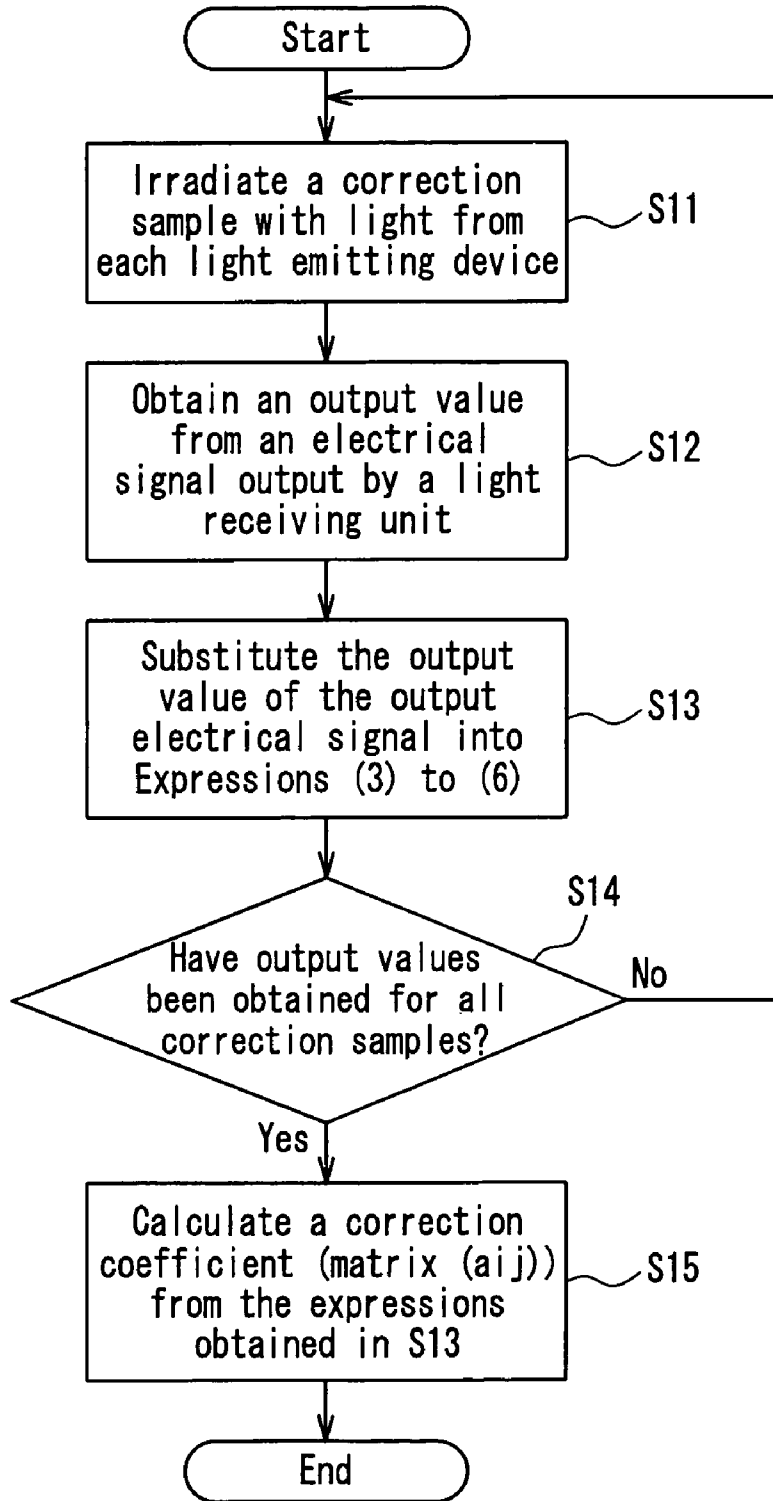 Start
Irradiate a correction
sample with light from
each light emitting device
S11
Obtain an output value
from an electrical
signal output by a light
receiving unit
S12
Substitute the output
value of the output
electrical signal into
Expressions (3) to (6)
S13
S14
Have output values
been obtained for all
correction samples?
No
Yes
Calculate a correction
coefficient (matrix (aij))
from the expressions
obtained in S13
S15
End